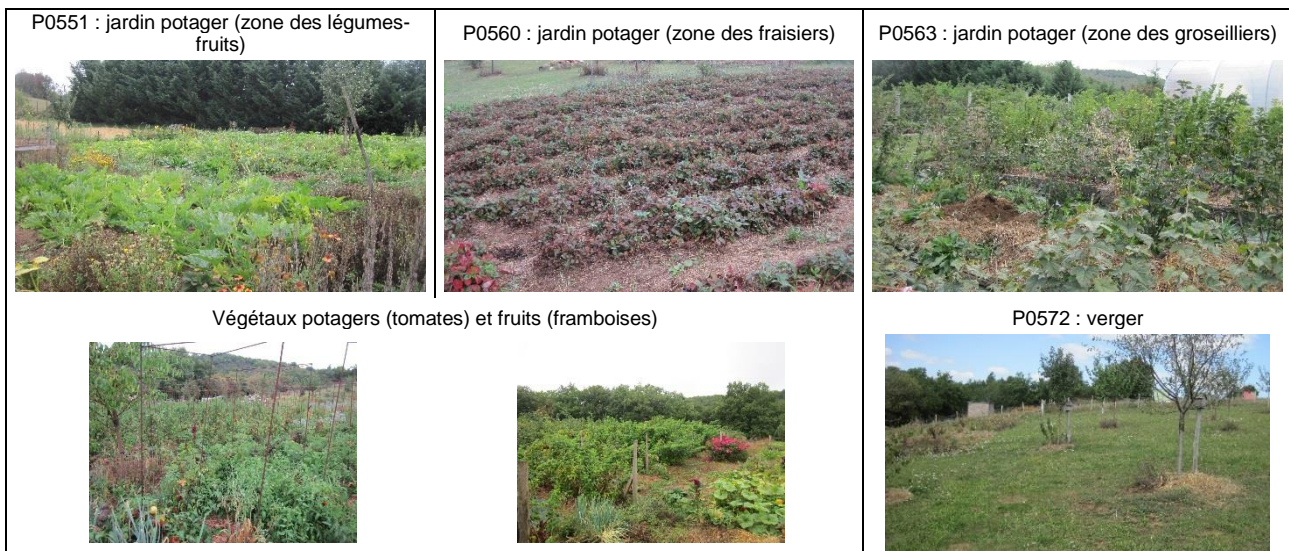 P0551 : jardin potager (zone des légumes-
fruits)
P0560 : jardin potager (zone des fraisiers)
P0563 : jardin potager (zone des groseilliers)
Végétaux potagers (tomates) et fruits (framboises)
P0572 : verger